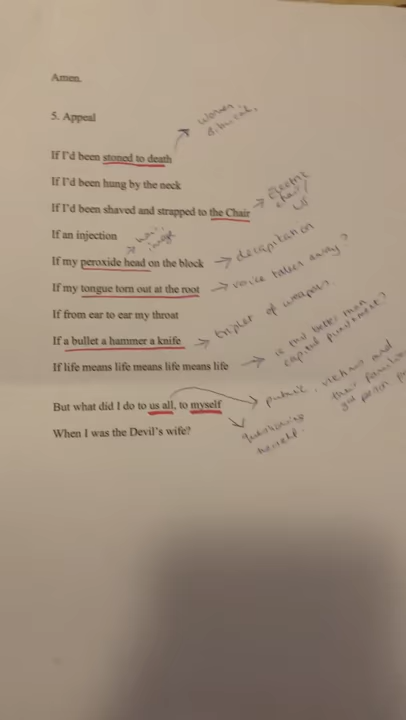 Amen.
5. Appeal
women,
biblical.
If I'd been stoned to death
If I'd been hung by the neck
If I'd been shaved and strapped to the Chair
electric
chair/
US
If an injection
hair,
image
If my peroxide head on the block
decapitation
If my tongue torn out at the root
voice taken away?
If from ear to ear my throat
If a bullet a hammer a knife
triplet of weapons.
If life means life means life means life
is this better than
capital punishment?
But what did I do to us all, to myself
public, victims and
their families
When I was the Devil's wife?
questioning
herself.